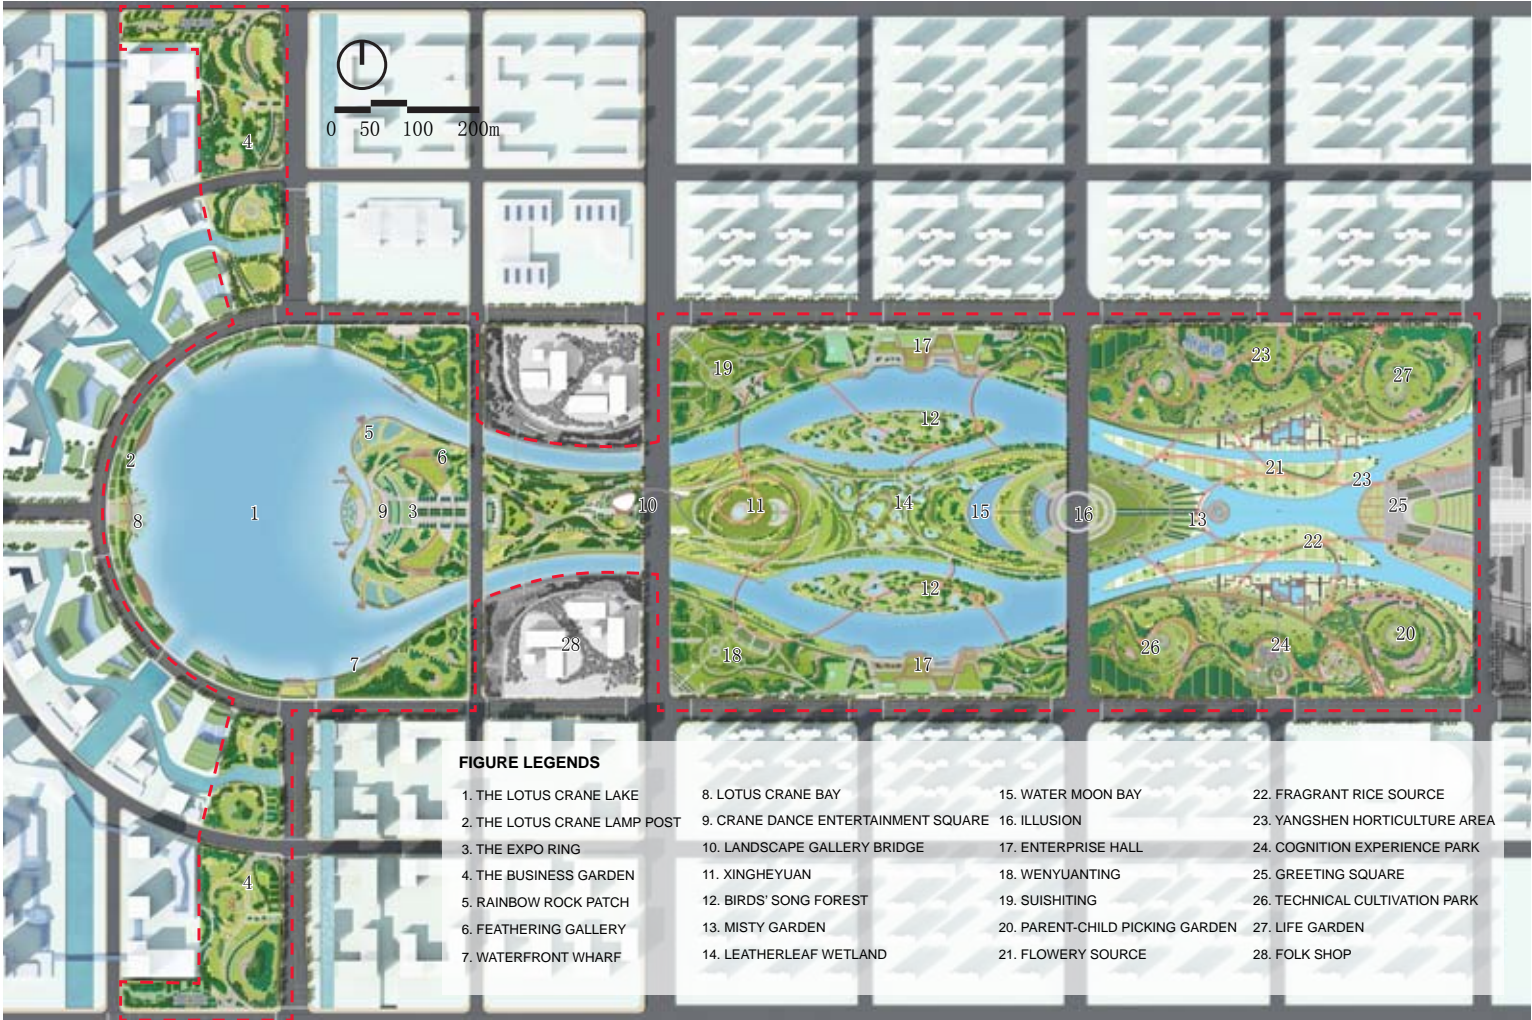 4
0 50 100 200m
19
17
23
27
12
5
2
6
21
23
1
8
9
3
10
11
14
15
16
13
25
22
12
7
28
18
17
26
24
20
4
FIGURE LEGENDS
1. THE LOTUS CRANE LAKE
2. THE LOTUS CRANE LAMP POST
3. THE EXPO RING
4. THE BUSINESS GARDEN
5. RAINBOW ROCK PATCH
6. FEATHERING GALLERY
7. WATERFRONT WHARF
8. LOTUS CRANE BAY
9. CRANE DANCE ENTERTAINMENT SQUARE
10. LANDSCAPE GALLERY BRIDGE
11. XINGHEYUAN
12. BIRDS' SONG FOREST
13. MISTY GARDEN
14. LEATHERLEAF WETLAND
15. WATER MOON BAY
16. ILLUSION
17. ENTERPRISE HALL
18. WENYUANTING
19. SUISHITING
20. PARENT-CHILD PICKING GARDEN
21. FLOWERY SOURCE
22. FRAGRANT RICE SOURCE
23. YANGSHEN HORTICULTURE AREA
24. COGNITION EXPERIENCE PARK
25. GREETING SQUARE
26. TECHNICAL CULTIVATION PARK
27. LIFE GARDEN
28. FOLK SHOP